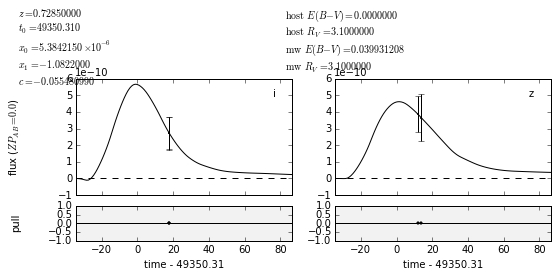 z = 0.72850000
t0 = 49350.310
x0 = 5.3842150 ×10^-6
x1 = -1.0822000
c = -0.055480990
host E(B−V) = 0.0000000
host RV = 3.1000000
mw E(B−V) = 0.039931208
mw RV = 3.1000000
6 1e−10
5
4
3
2
1
0
−1
flux (ZPAB = 0.0)
i
6 1e−10
5
4
3
2
1
0
−1
z
1.0
0.5
0.0
−0.5
−1.0
pull
−20 0 20 40 60 80
time - 49350.31
1.0
0.5
0.0
−0.5
−1.0
−20 0 20 40 60 80
time - 49350.31